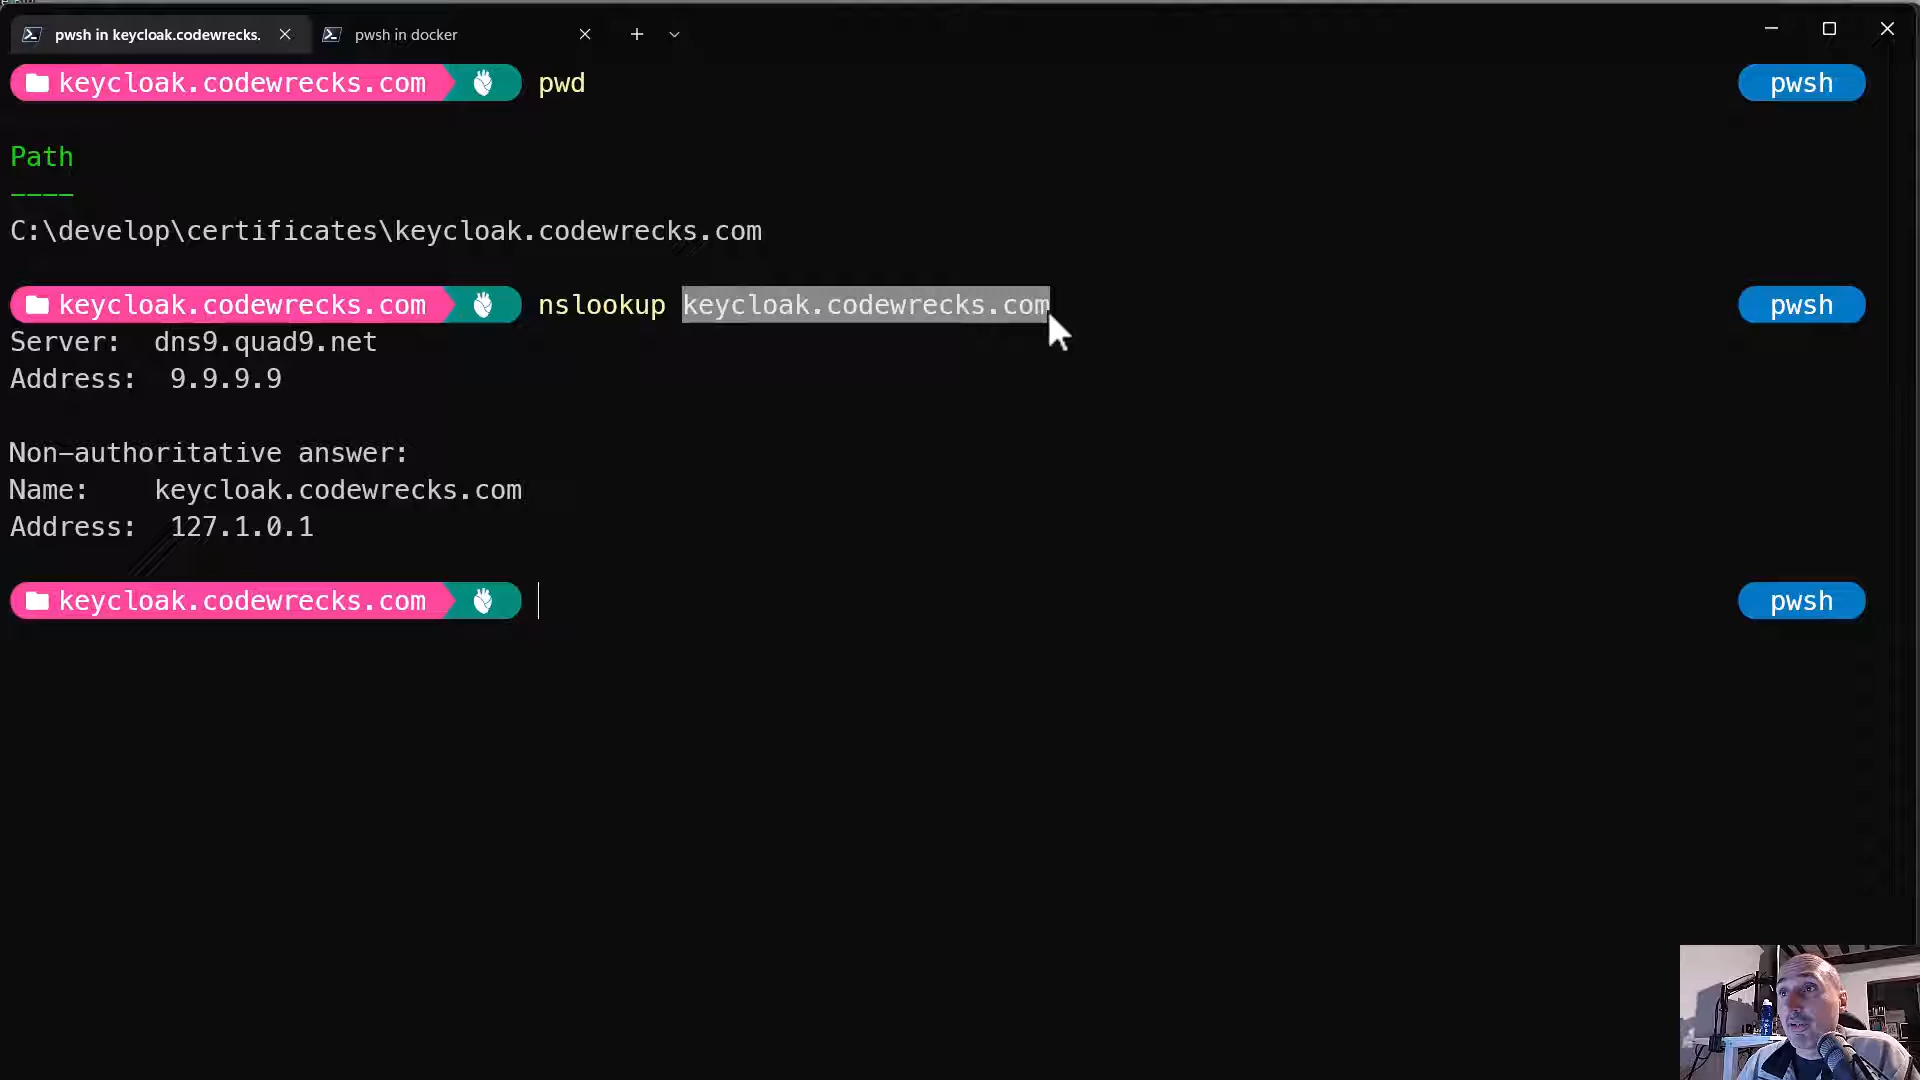 pwsh in keycloak.codewrecks.
pwsh in docker
keycloak.codewrecks.com pwd pwsh
Path
----
C:\develop\certificates\keycloak.codewrecks.com
keycloak.codewrecks.com nslookup keycloak.codewrecks.com pwsh
Server:  dns9.quad9.net
Address:  9.9.9.9
Non-authoritative answer:
Name:    keycloak.codewrecks.com
Address:  127.1.0.1
keycloak.codewrecks.com pwsh